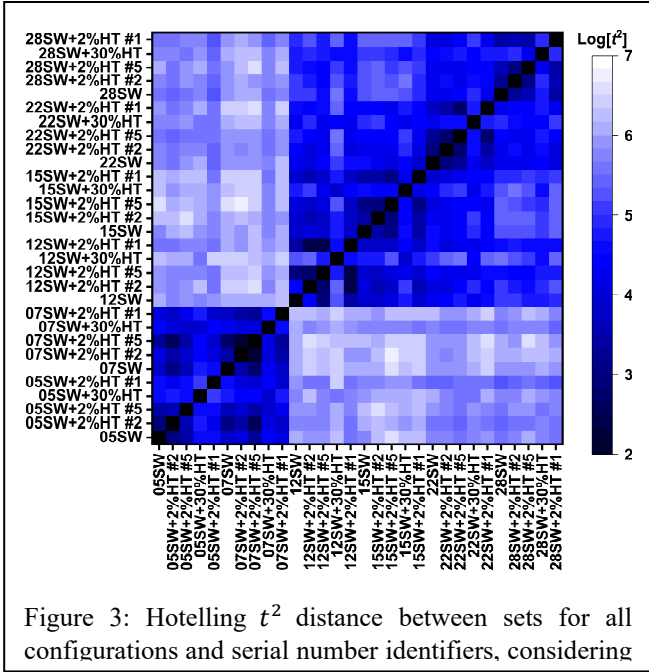 28SW+2%HT #1
28SW+30%HT
28SW+2%HT #5
28SW+2%HT #2
28SW
22SW+2%HT #1
22SW+30%HT
22SW+2%HT #5
22SW+2%HT #2
22SW
15SW+2%HT #1
15SW+30%HT
15SW+2%HT #5
15SW+2%HT #2
15SW
12SW+2%HT #1
12SW+30%HT
12SW+2%HT #5
12SW+2%HT #2
12SW
07SW+2%HT #1
07SW+30%HT
07SW+2%HT #5
07SW+2%HT #2
07SW
05SW+2%HT #1
05SW+30%HT
05SW+2%HT #5
05SW+2%HT #2
05SW
05SW
05SW+2%HT #2
05SW+2%HT #5
05SW+30%HT
05SW+2%HT #1
07SW
07SW+2%HT #2
07SW+2%HT #5
07SW+30%HT
07SW+2%HT #1
12SW
12SW+2%HT #2
12SW+2%HT #5
12SW+30%HT
12SW+2%HT #1
15SW
15SW+2%HT #2
15SW+2%HT #5
15SW+30%HT
15SW+2%HT #1
22SW
22SW+2%HT #2
22SW+2%HT #5
22SW+30%HT
22SW+2%HT #1
28SW
28SW+2%HT #2
28SW+2%HT #5
28SW+30%HT
28SW+2%HT #1
Log[t²]
7
6
5
4
3
2
Figure 3: Hotelling t² distance between sets for all
configurations and serial number identifiers, considering